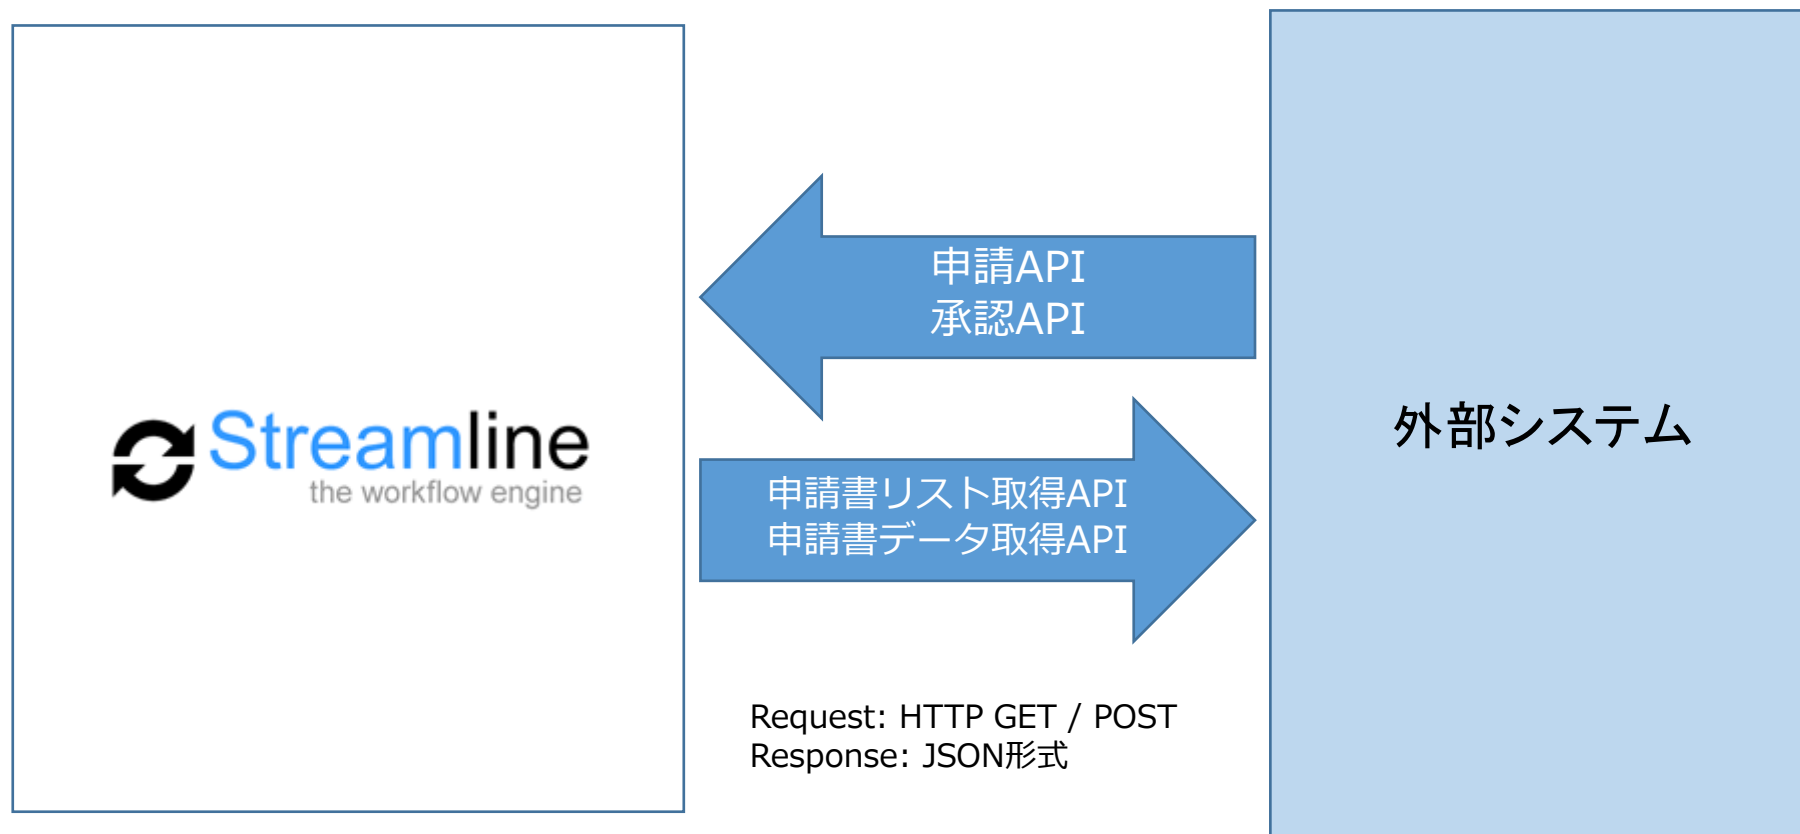 Streamline
the workflow engine
申請API
承認API
申請書リスト取得API
申請書データ取得API
Request: HTTP GET / POST
Response: JSON形式
外部システム